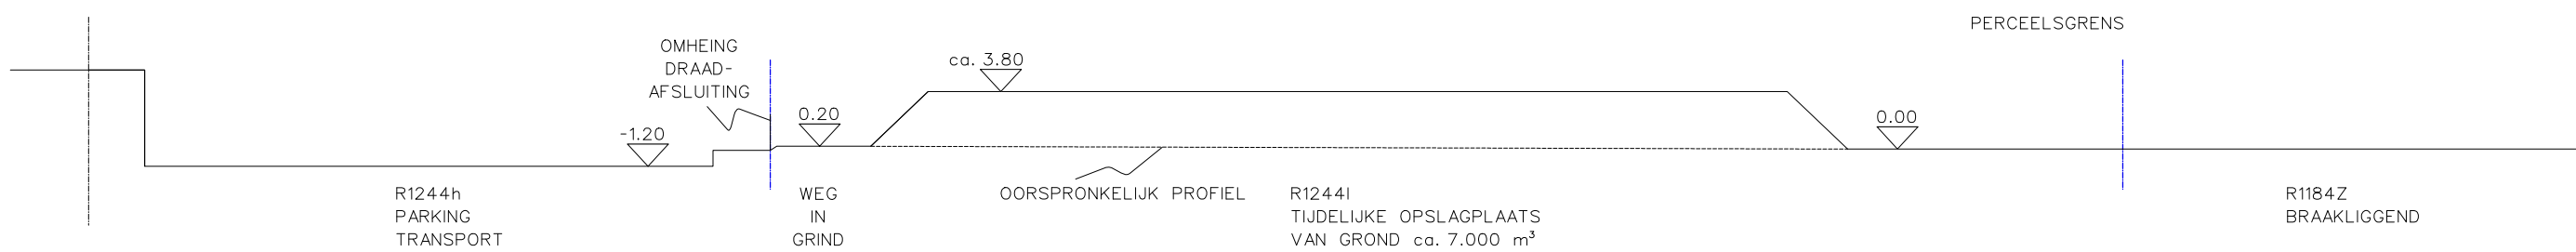 PERCEELSGRENS
OMHEING
DRAAD-
AFSLUITING
ca. 3.80
0.20
-1.20
0.00
R1244h
PARKING
TRANSPORT
WEG
IN
GRIND
OORSPRONKELIJK PROFIEL
R1244l
TIJDELIJKE OPSLAGPLAATS
VAN GROND ca. 7.000 m³
R1184Z
BRAAKLIGGEND